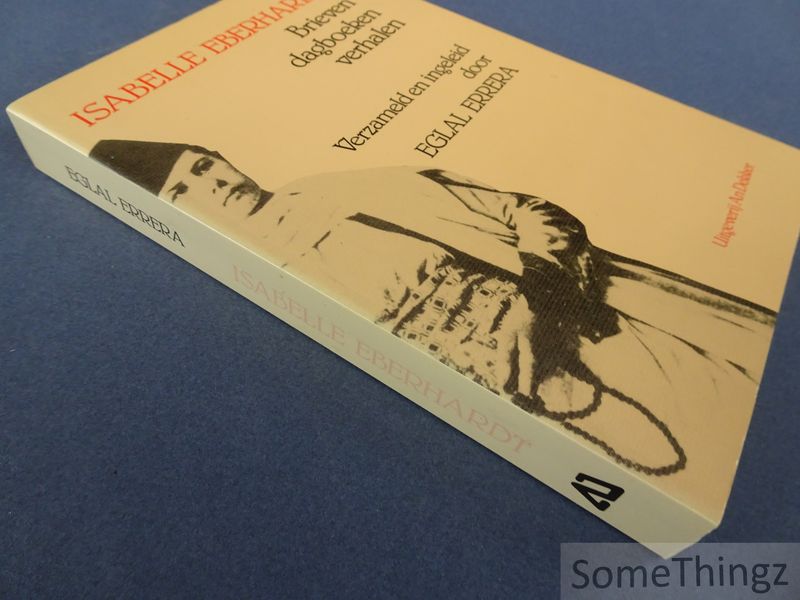 ISABELLE EBERHARDT
Brieven
dagboeken
verhalen
Verzameld en ingeleid
door
EGLAL ERRERA
Uitgeverij An Dekker
EGLAL ERRERA
ISABELLE EBERHARDT
SomeThingz